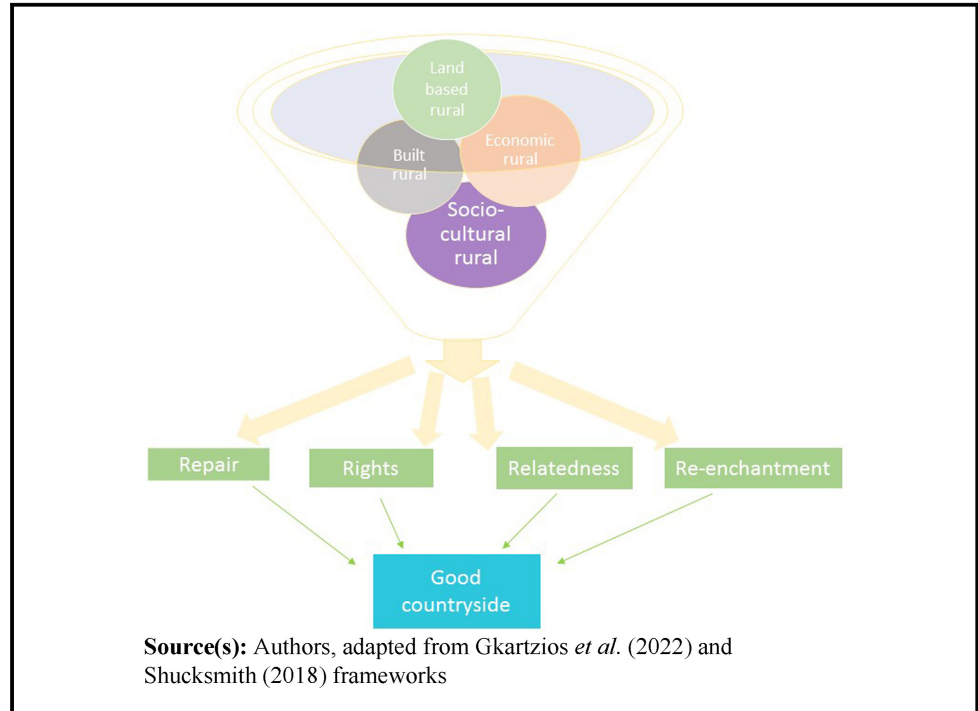 Land
based
rural
Economic
rural
Built
rural
Socio-
cultural
rural
Repair
Rights
Relatedness
Re-enchantment
Good
countryside
Source(s): Authors, adapted from Gkartzios et al. (2022) and
Shucksmith (2018) frameworks